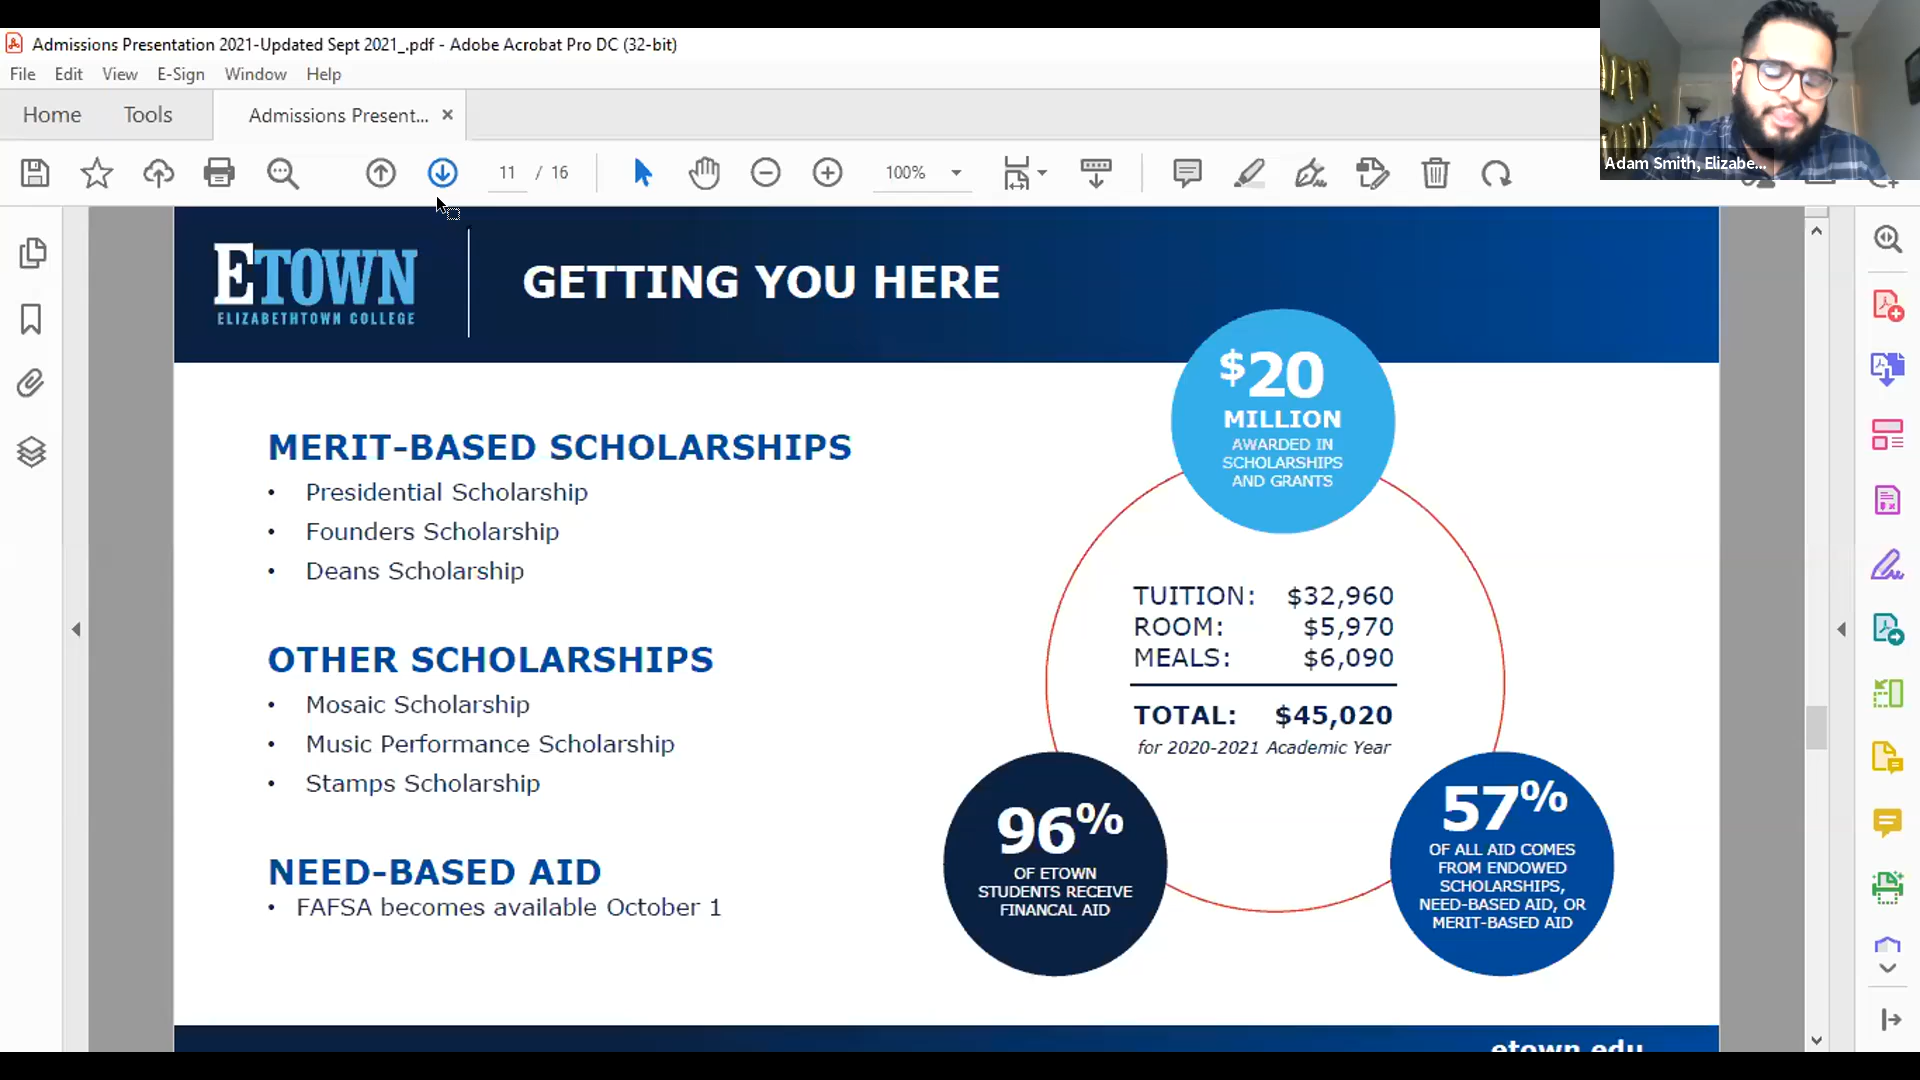 Admissions Presentation 2021-Updated Sept 2021_.pdf - Adobe Acrobat Pro DC (32-bit)
File Edit View E-Sign Window Help
Home Tools Admissions Present... ×
11 / 16 100%
Adam Smith, Elizabe...
ETOWN
ELIZABETHTOWN COLLEGE
GETTING YOU HERE
$20
MILLION
AWARDED IN
SCHOLARSHIPS
AND GRANTS
MERIT-BASED SCHOLARSHIPS
• Presidential Scholarship
• Founders Scholarship
• Deans Scholarship
OTHER SCHOLARSHIPS
• Mosaic Scholarship
• Music Performance Scholarship
• Stamps Scholarship
NEED-BASED AID
• FAFSA becomes available October 1
TUITION: $32,960
ROOM: $5,970
MEALS: $6,090
TOTAL: $45,020
for 2020-2021 Academic Year
96%
OF ETOWN
STUDENTS RECEIVE
FINANCAL AID
57%
OF ALL AID COMES
FROM ENDOWED
SCHOLARSHIPS,
NEED-BASED AID, OR
MERIT-BASED AID
etown.edu